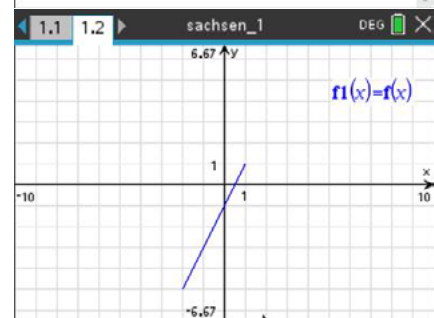 1.1 1.2 sachsen_1 DEG
6.67 y
f1(x)=f(x)
1
x
-10 1 10
-6.67